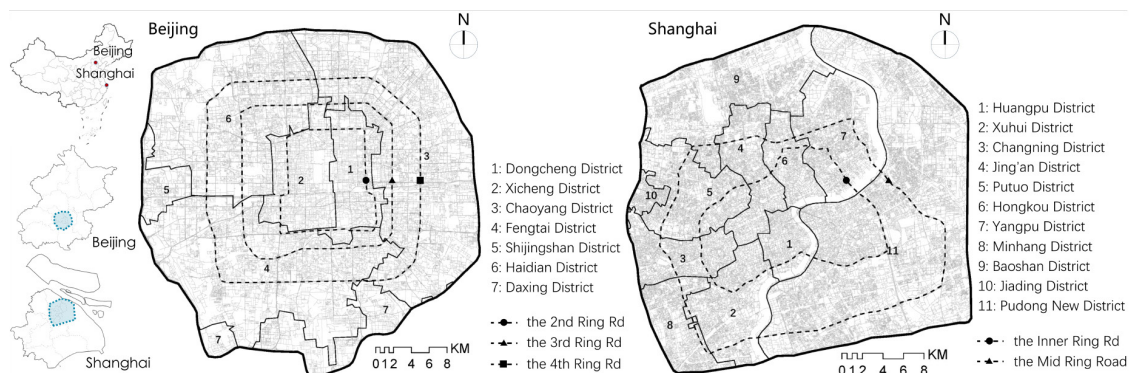 Beijing
Shanghai
Beijing
Shanghai
Beijing
N
6
3
2
1
5
4
7
7
1: Dongcheng District
2: Xicheng District
3: Chaoyang District
4: Fengtai District
5: Shijingshan District
6: Haidian District
7: Daxing District
the 2nd Ring Rd
the 3rd Ring Rd
the 4th Ring Rd
KM
0 1 2 4 6 8
Shanghai
N
9
7
4
6
5
10
1
11
3
8
2
1: Huangpu District
2: Xuhui District
3: Changning District
4: Jing'an District
5: Putuo District
6: Hongkou District
7: Yangpu District
8: Minhang District
9: Baoshan District
10: Jiading District
11: Pudong New District
the Inner Ring Rd
the Mid Ring Road
KM
0 1 2 4 6 8